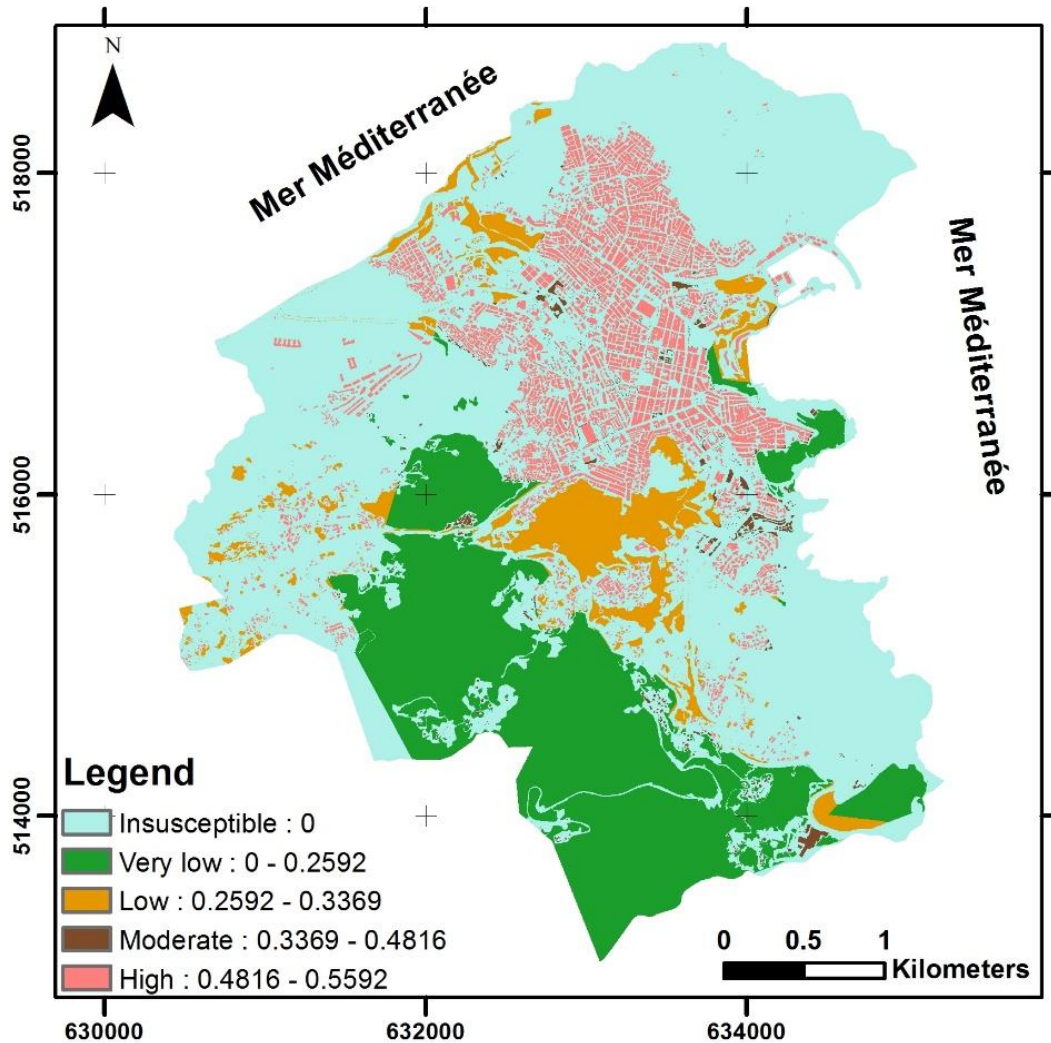 N
Mer Méditerranée
Mer Méditerranée
518000
516000
514000
Legend
Insusceptible : 0
Very low : 0 - 0.2592
Low : 0.2592 - 0.3369
Moderate : 0.3369 - 0.4816
High : 0.4816 - 0.5592
0 0.5 1
Kilometers
630000 632000 634000